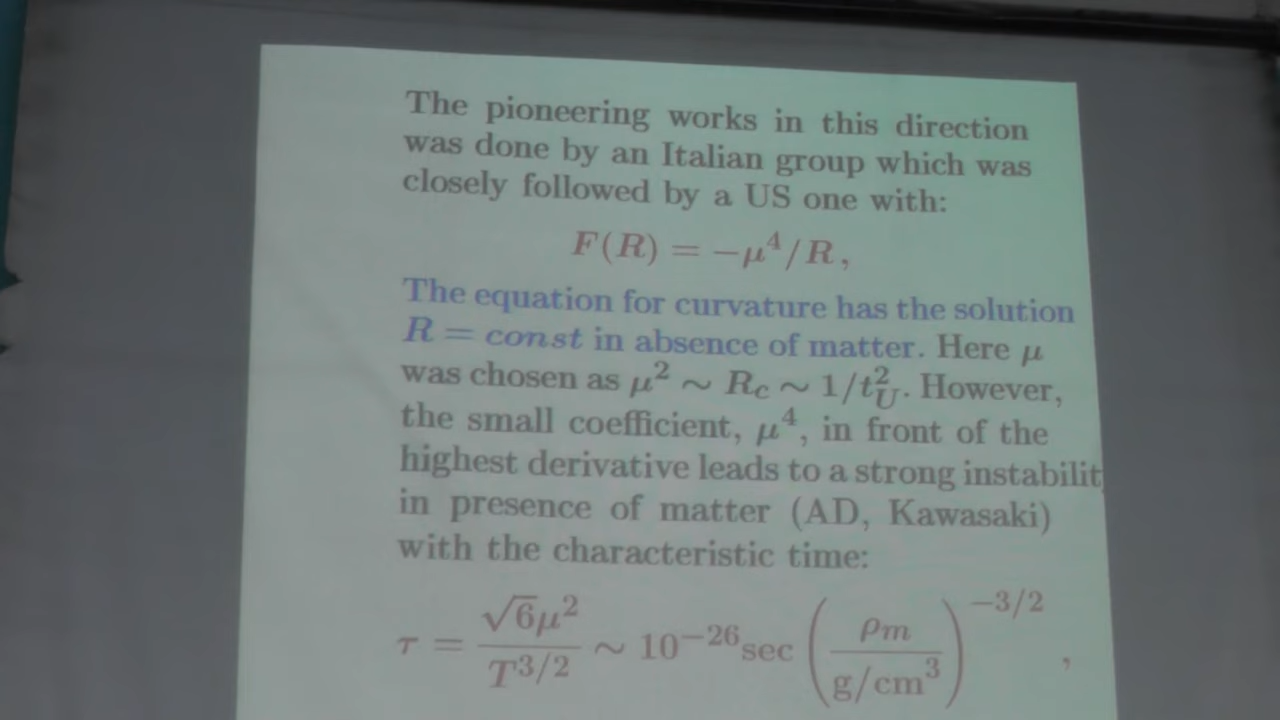 The pioneering works in this direction
was done by an Italian group which was
closely followed by a US one with:
F(R) = −μ⁴/R,
The equation for curvature has the solution
R = const in absence of matter. Here μ
was chosen as μ² ∼ R_c ∼ 1/t²_U. However,
the small coefficient, μ⁴, in front of the
highest derivative leads to a strong instabilit
in presence of matter (AD, Kawasaki)
with the characteristic time:
τ = √6μ² / T^{3/2} ∼ 10⁻²⁶sec (ρ_m / g/cm³)^{−3/2},